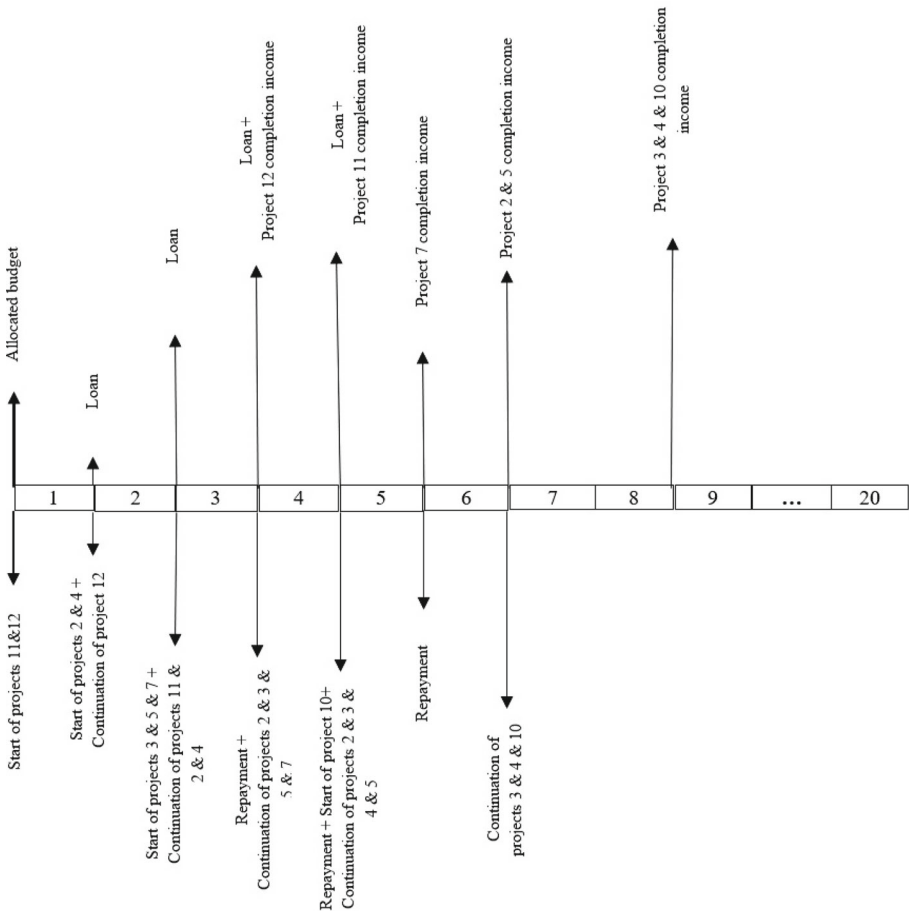 Allocated budget
Loan
Loan
Loan +
Project 12 completion income
Loan +
Project 11 completion income
Project 7 completion income
Project 2 & 5 completion income
Project 3 & 4 & 10 completion
income
1
2
3
4
5
6
7
8
9
...
20
Start of projects 11&12
Start of projects 2 & 4 +
Continuation of project 12
Start of projects 3 & 5 & 7 +
Continuation of projects 11 &
2 & 4
Repayment +
Continuation of projects 2 & 3 &
5 & 7
Repayment + Start of project 10+
Continuation of projects 2 & 3 &
4 & 5
Repayment
Continuation of
projects 3 & 4 & 10